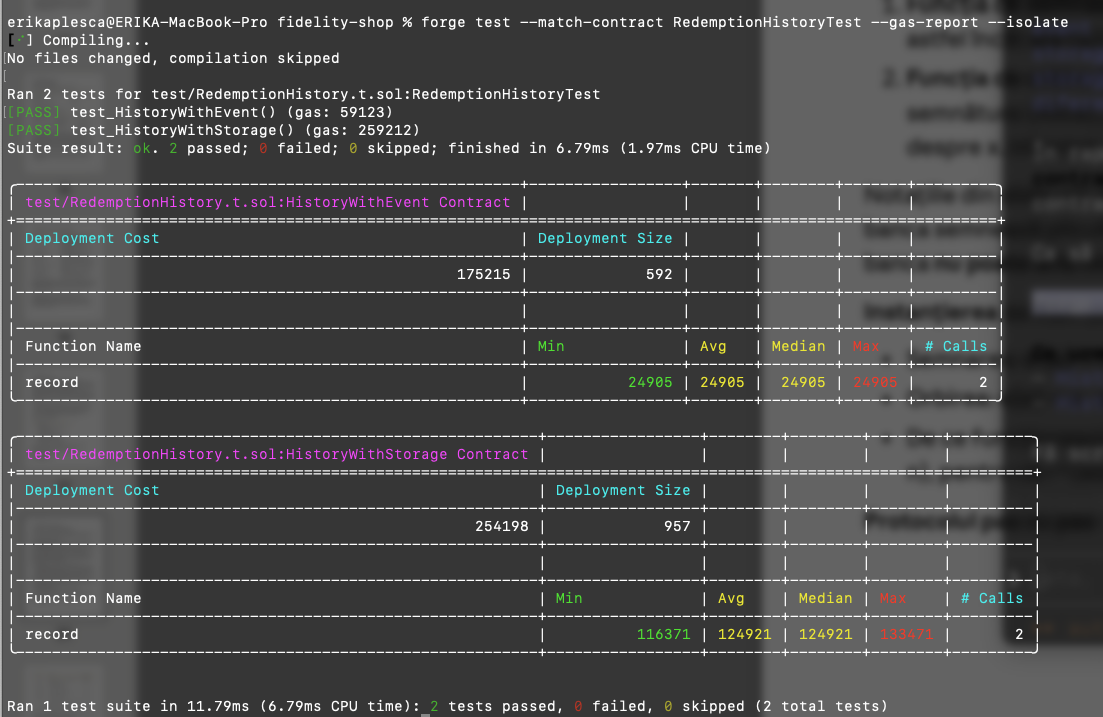 erikaplesca@ERIKA-MacBook-Pro fidelity-shop % forge test --match-contract RedemptionHistoryTest --gas-report --isolate
[⠊] Compiling...
No files changed, compilation skipped
Ran 2 tests for test/RedemptionHistory.t.sol:RedemptionHistoryTest
[PASS] test_HistoryWithEvent() (gas: 59123)
[PASS] test_HistoryWithStorage() (gas: 259212)
Suite result: ok. 2 passed; 0 failed; 0 skipped; finished in 6.79ms (1.97ms CPU time)
test/RedemptionHistory.t.sol:HistoryWithEvent Contract
Deployment Cost | Deployment Size
175215 | 592
Function Name | Min | Avg | Median | Max | # Calls
record | 24905 | 24905 | 24905 | 24905 | 2
test/RedemptionHistory.t.sol:HistoryWithStorage Contract
Deployment Cost | Deployment Size
254198 | 957
Function Name | Min | Avg | Median | Max | # Calls
record | 116371 | 124921 | 124921 | 133471 | 2
Ran 1 test suite in 11.79ms (6.79ms CPU time): 2 tests passed, 0 failed, 0 skipped (2 total tests)